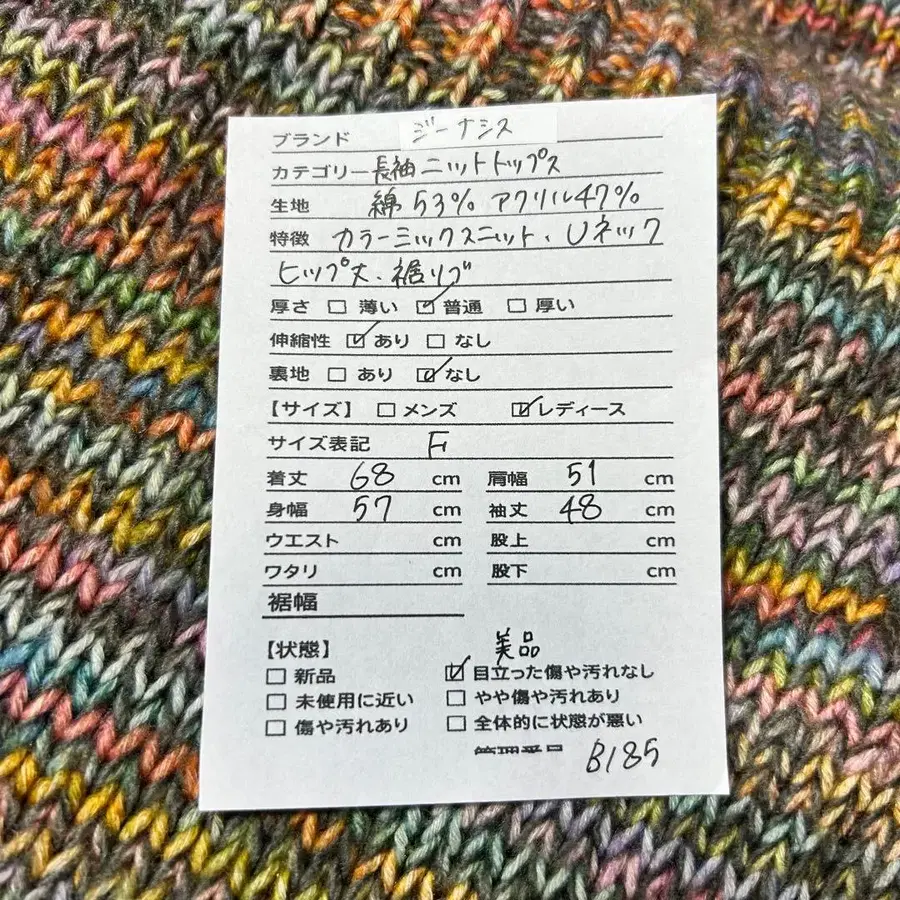 ブランド ジーナシス
カテゴリー 長袖ニットトップス
生地 綿53% アクリル47%
特徴 カラーミックスニット、Uネック
ヒップ丈、裾リブ
厚さ □ 薄い ☑ 普通 □ 厚い
伸縮性 ☑ あり □ なし
裏地 □ あり ☑ なし
【サイズ】 □ メンズ ☑ レディース
サイズ表記 F
着丈 68 cm 肩幅 51 cm
身幅 57 cm 袖丈 48 cm
ウエスト cm 股上 cm
ワタリ cm 股下 cm
裾幅
【状態】 美品
□ 新品 ☑ 目立った傷や汚れなし
□ 未使用に近い □ やや傷や汚れあり
□ 傷や汚れあり □ 全体的に状態が悪い
管理番号 B185